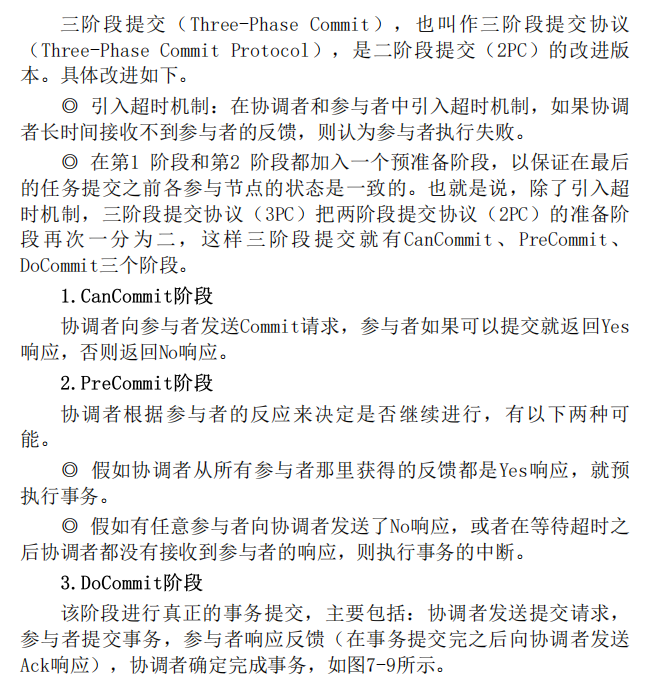 三阶段提交（Three-Phase Commit），也叫作三阶段提交协议
（Three-Phase Commit Protocol），是二阶段提交（2PC）的改进版
本。具体改进如下。
◎ 引入超时机制：在协调者和参与者中引入超时机制，如果协调
者长时间接收不到参与者的反馈，则认为参与者执行失败。
◎ 在第1 阶段和第2 阶段都加入一个预准备阶段，以保证在最后
的任务提交之前各参与节点的状态是一致的。也就是说，除了引入超
时机制，三阶段提交协议（3PC）把两阶段提交协议（2PC）的准备阶
段再次一分为二，这样三阶段提交就有CanCommit、PreCommit、
DoCommit三个阶段。
1.CanCommit阶段
协调者向参与者发送Commit请求，参与者如果可以提交就返回Yes
响应，否则返回No响应。
2.PreCommit阶段
协调者根据参与者的反应来决定是否继续进行，有以下两种可
能。
◎ 假如协调者从所有参与者那里获得的反馈都是Yes响应，就预
执行事务。
◎ 假如有任意参与者向协调者发送了No响应，或者在等待超时之
后协调者都没有接收到参与者的响应，则执行事务的中断。
3.DoCommit阶段
该阶段进行真正的事务提交，主要包括：协调者发送提交请求，
参与者提交事务，参与者响应反馈（在事务提交完之后向协调者发送
Ack响应），协调者确定完成事务，如图7-9所示。